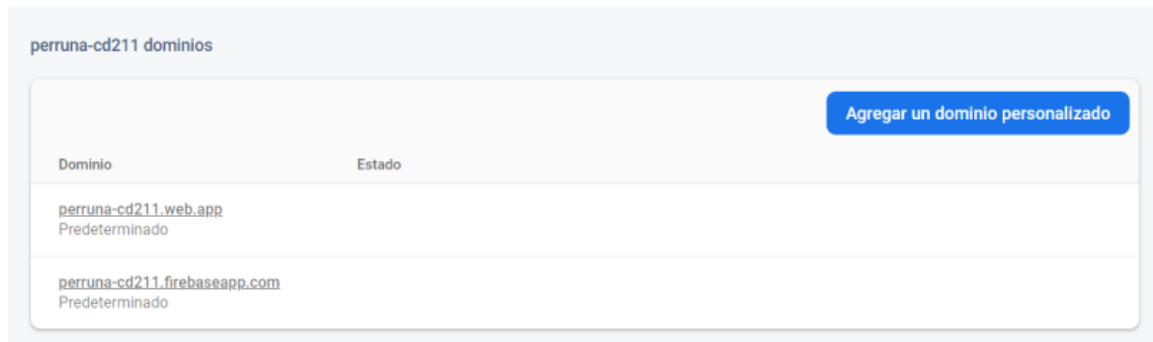 perruna-cd211 dominios
Agregar un dominio personalizado
Dominio Estado
perruna-cd211.web.app
Predeterminado
perruna-cd211.firebaseapp.com
Predeterminado